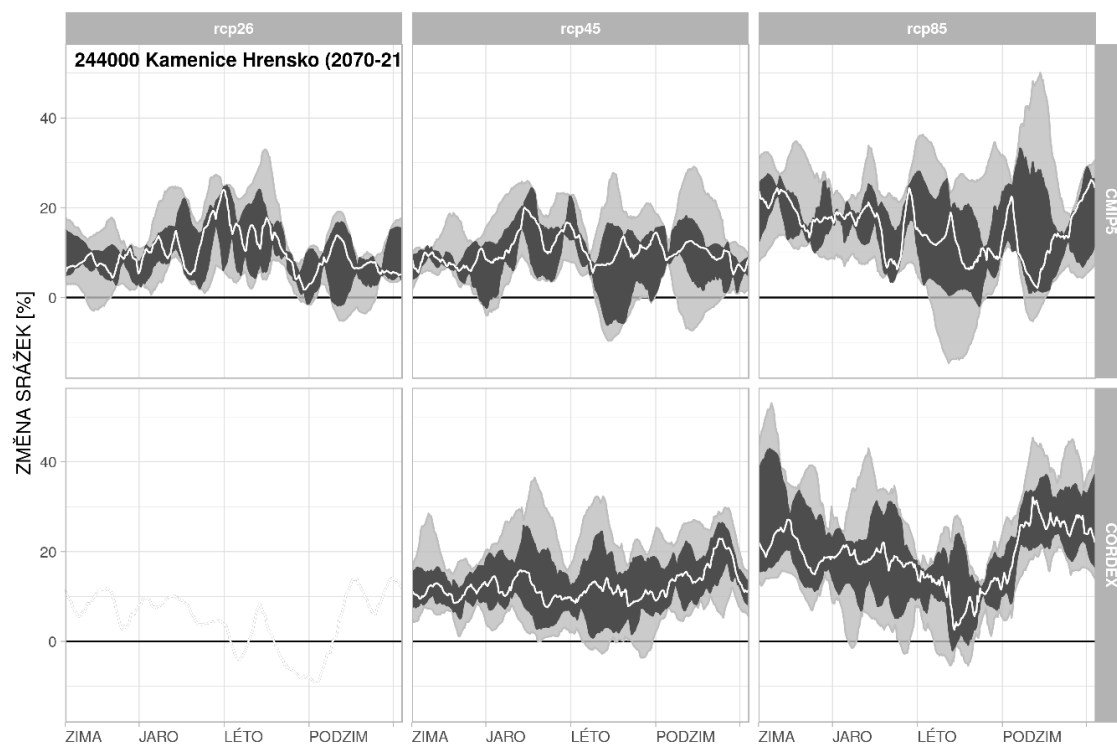 rcp26 rcp45 rcp85
244000 Kamenice Hrensko (2070-21
CMIP5
40
20
0
ZMĚNA SRÁŽEK [%]
CORDEX
40
20
0
ZIMA JARO LÉTO PODZIM ZIMA JARO LÉTO PODZIM ZIMA JARO LÉTO PODZIM